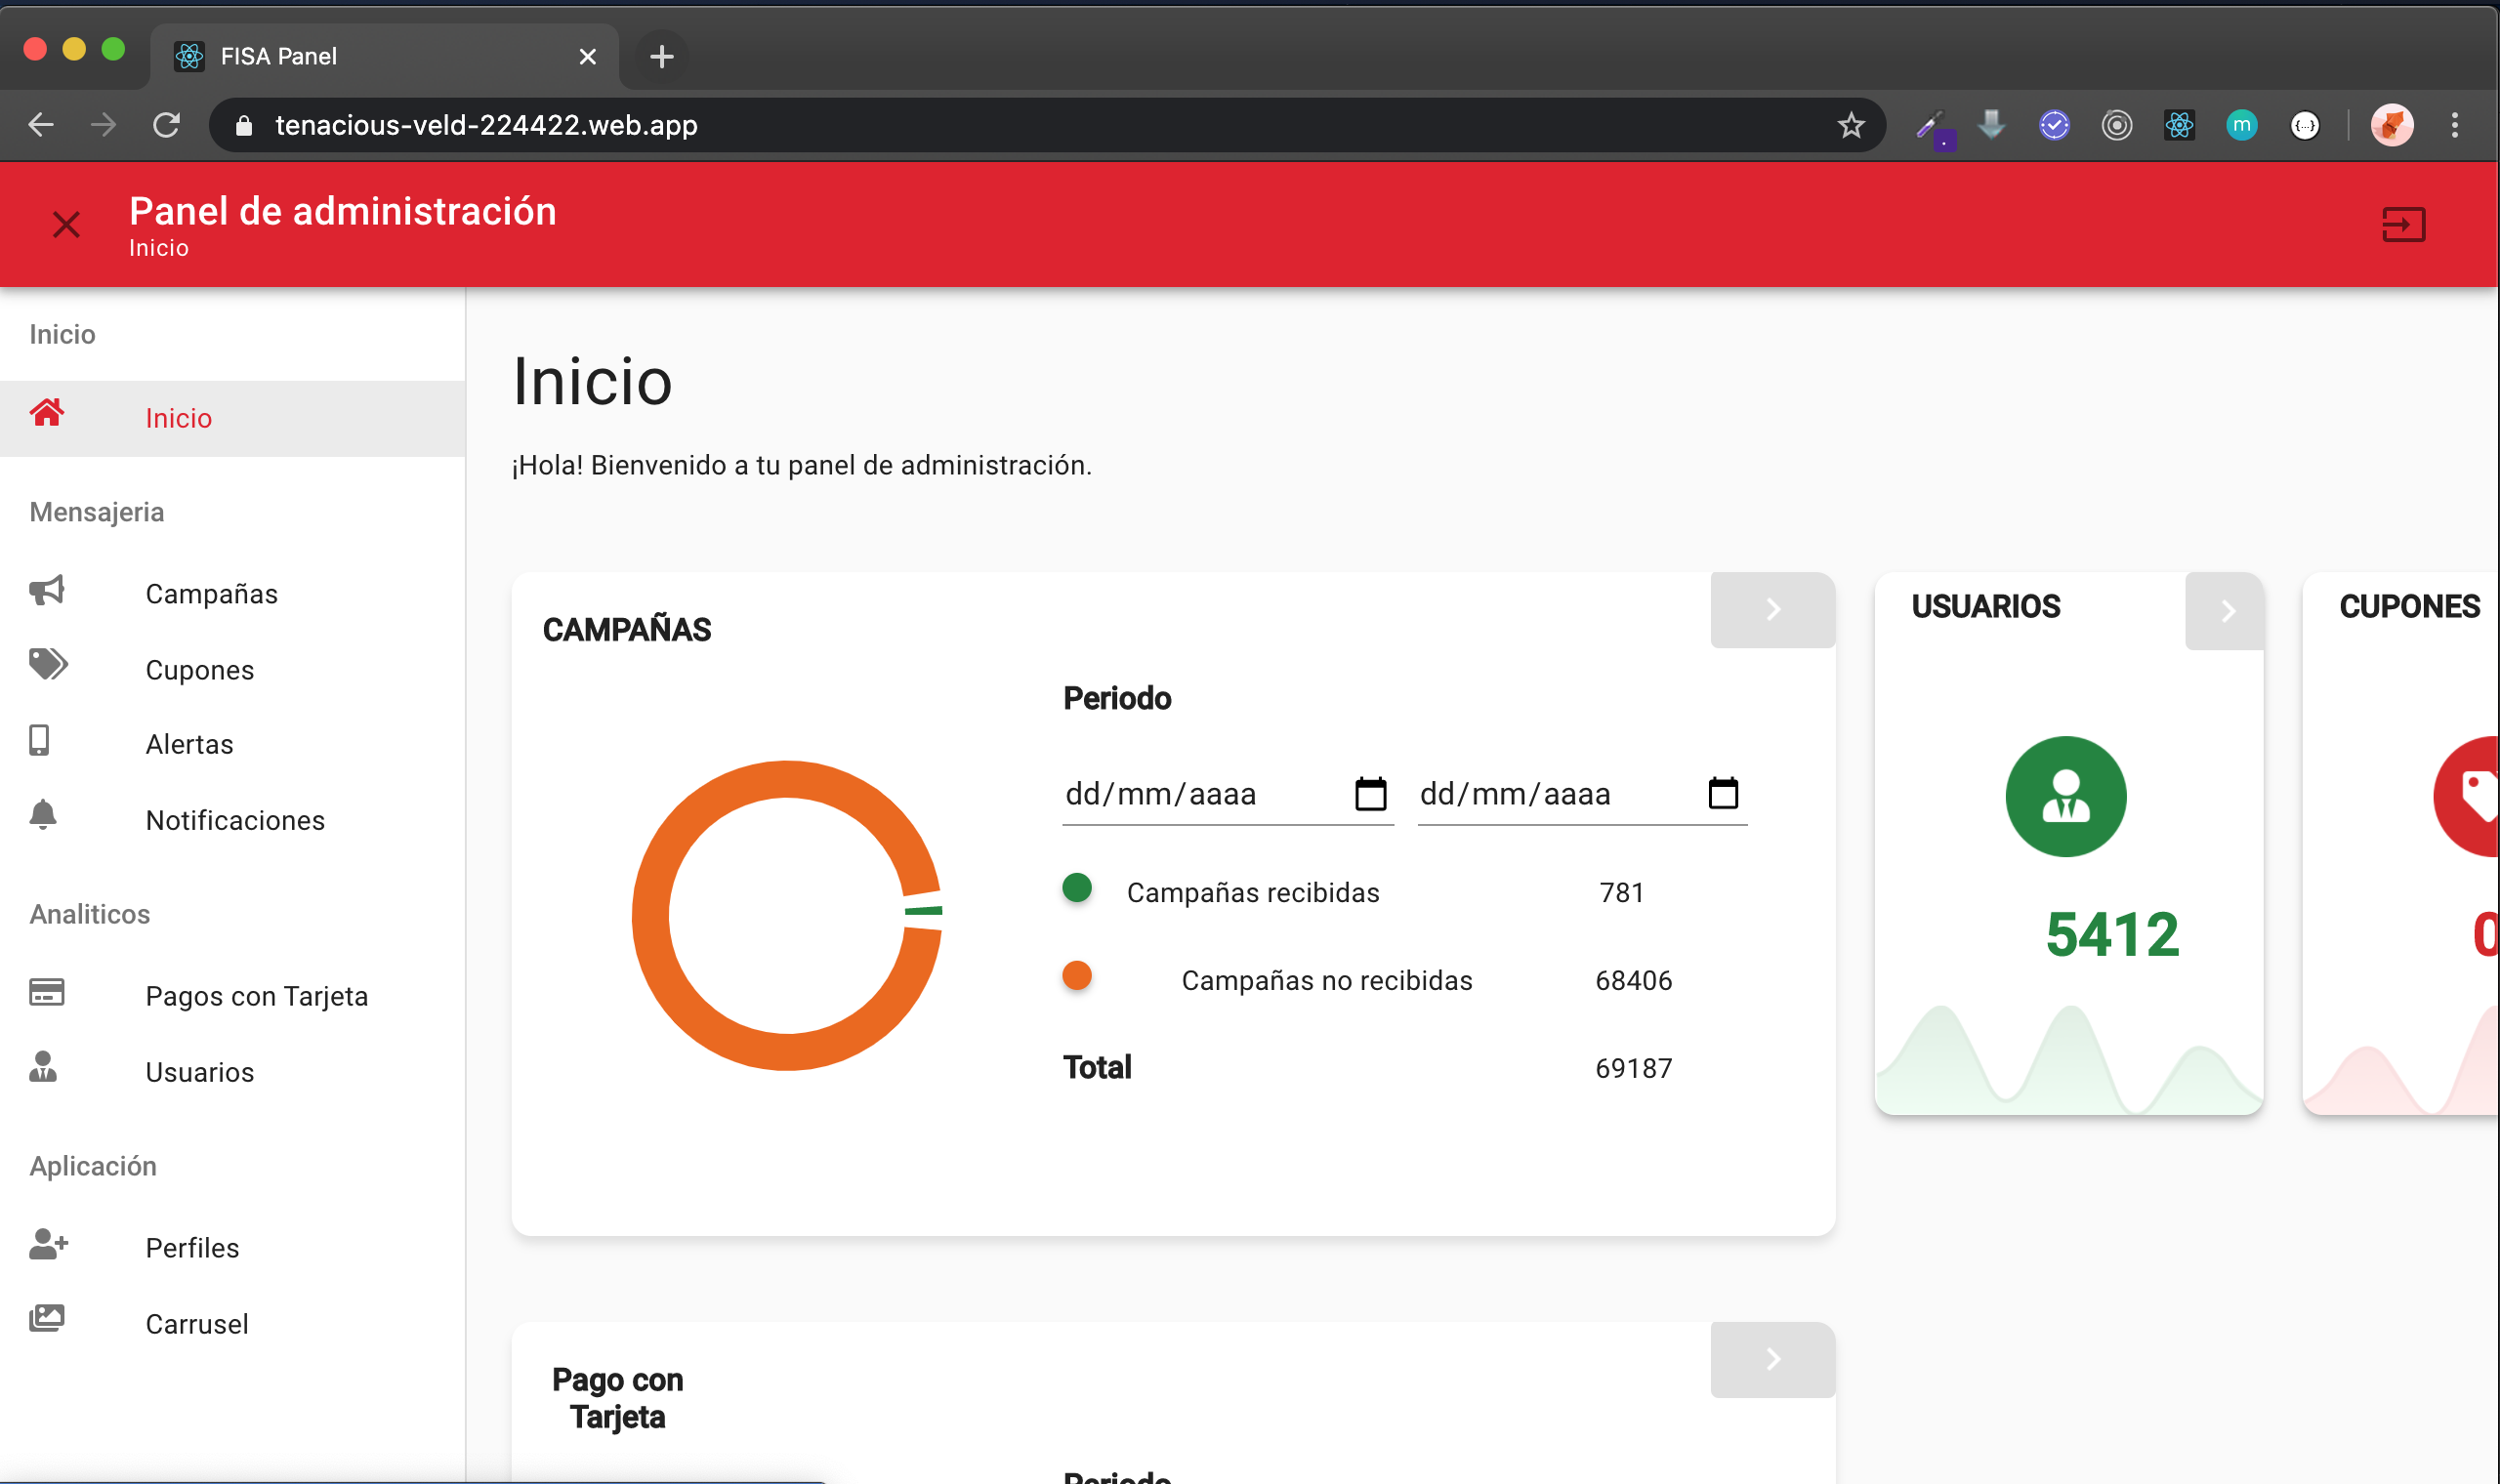 FISA Panel
tenacious-veld-224422.web.app
m
{...}
Panel de administración
Inicio
Inicio
Inicio
Mensajeria
Campañas
Cupones
Alertas
Notificaciones
Analiticos
Pagos con Tarjeta
Usuarios
Aplicación
Perfiles
Carrusel
Inicio
¡Hola! Bienvenido a tu panel de administración.
CAMPAÑAS
Periodo
dd/mm/aaaa dd/mm/aaaa
Campañas recibidas 781
Campañas no recibidas 68406
Total 69187
USUARIOS
5412
CUPONES
0
Pago con
Tarjeta
Periodo